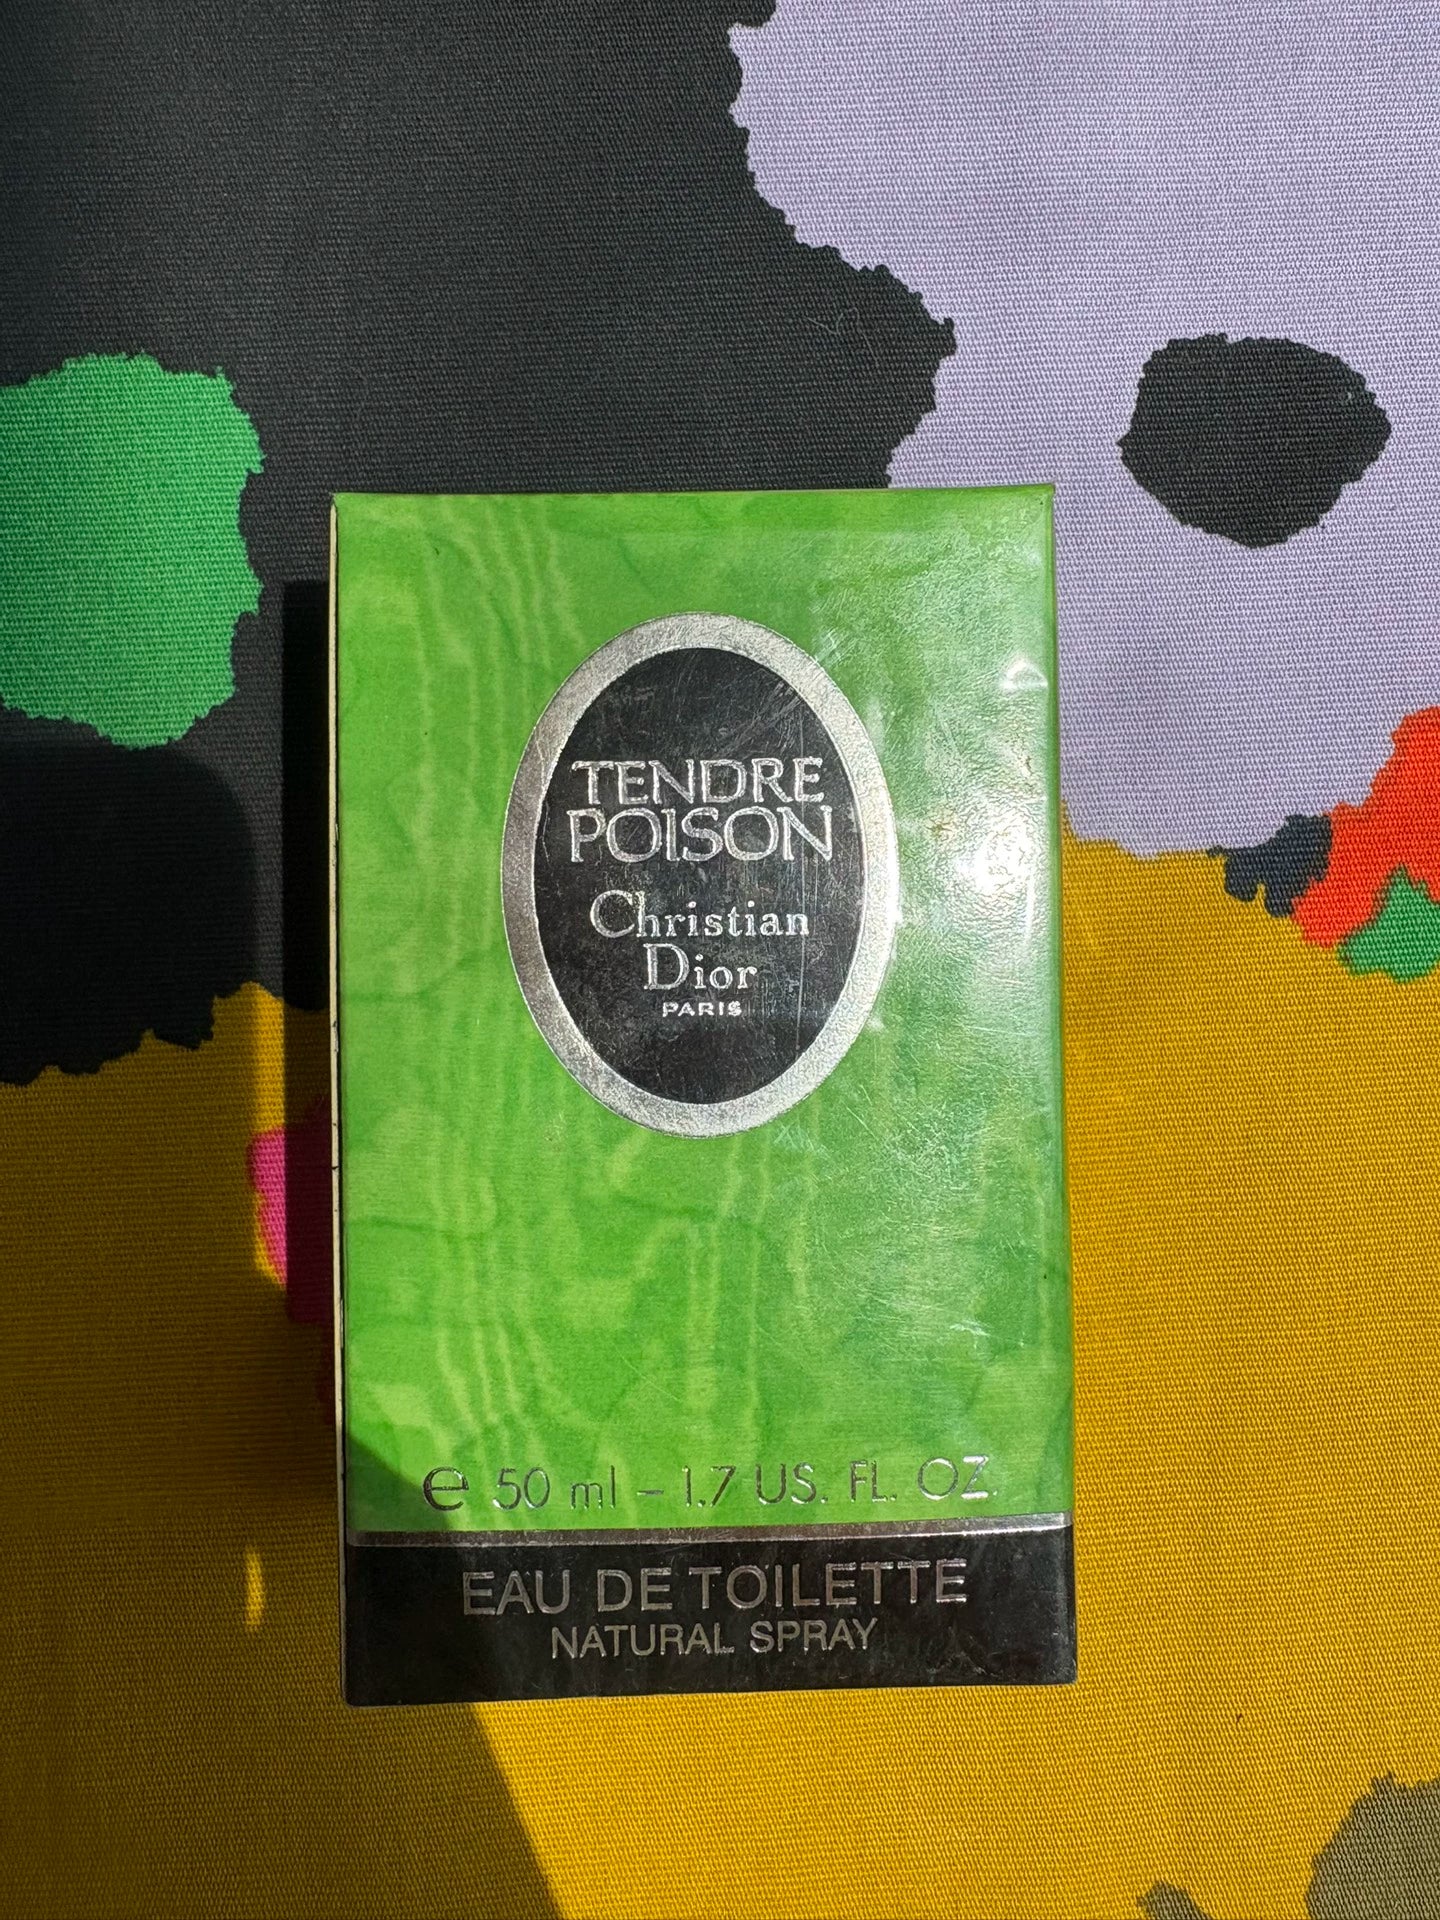 TENDRE
POISON
Christian
Dior
PARIS
℮ 50 ml – 1.7 US. FL. OZ.
EAU DE TOILETTE
NATURAL SPRAY